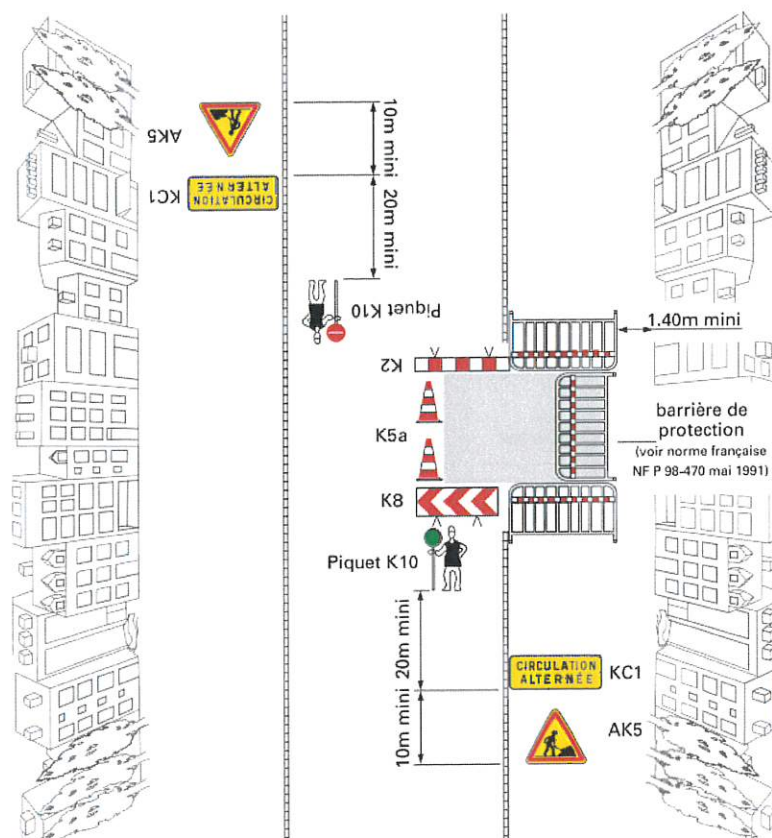 10m mini
AK5
KC1
CIRCULATION
ALTERNÉE
20m mini
Piquet K10
1.40m mini
K2
K5a
barrière de
protection
(voir norme française
NF P 98-470 mai 1991)
K8
Piquet K10
20m mini
CIRCULATION
ALTERNÉE
KC1
10m mini
AK5